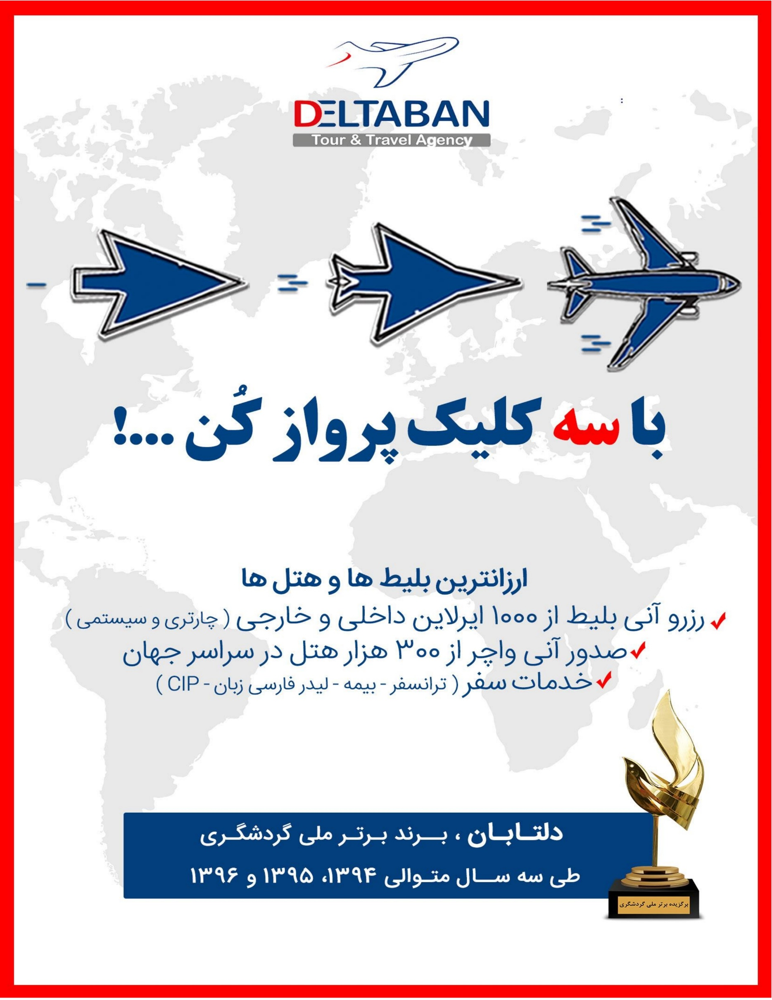 DELTABAN
Tour & Travel Agency
:
با سه کلیک پرواز کُن ....!
ارزانترین بلیط ها و هتل ها
رزرو آنی بلیط از ۱۰۰۰ ایرلاین داخلی و خارجی ( چارتری و سیستمی )
صدور آنی واچر از ۳۰۰ هزار هتل در سراسر جهان
خدمات سفر ( ترانسفر - بیمه - لیدر فارسی زبان - CIP )
دلتـابـان ، بــرند بـرتـر ملی گردشگـری
طی سه ســال متـوالی ۱۳۹۴، ۱۳۹۵ و ۱۳۹۶
برگزیده برتر ملی گردشگری